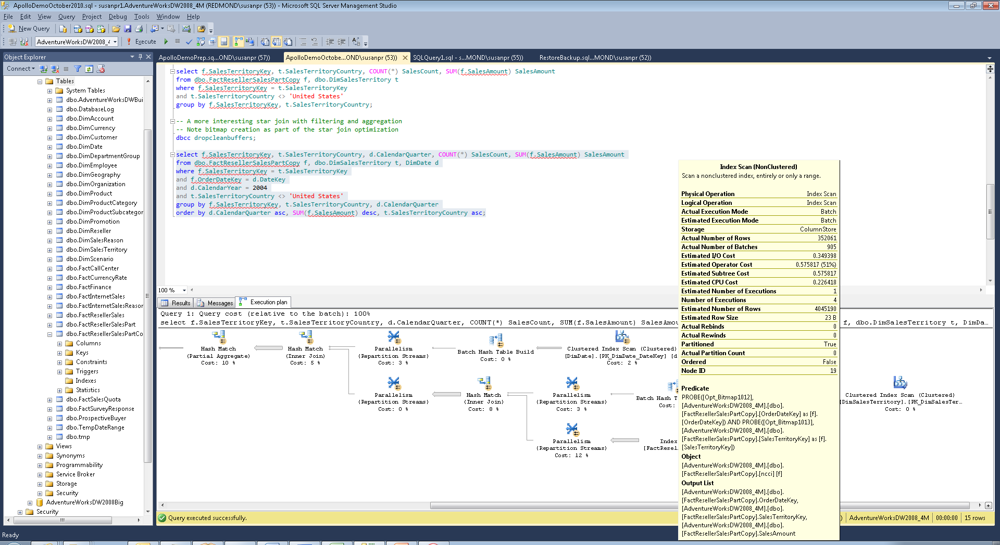 ApolloDemoOctober2010.sql - susanpr1.AdventureWorksDW2008_4M (REDMOND\susanpr (53)) - Microsoft SQL Server Management Studio
File Edit View Query Project Debug Tools Window Help
New Query
AdventureWorksDW2008_4 Execute
Object Explorer
Connect
Tables
System Tables
dbo.AdventureWorksDWBui
dbo.DatabaseLog
dbo.DimAccount
dbo.DimCurrency
dbo.DimCustomer
dbo.DimDate
dbo.DimDepartmentGroup
dbo.DimEmployee
dbo.DimGeography
dbo.DimOrganization
dbo.DimProduct
dbo.DimProductCategory
dbo.DimProductSubcategor
dbo.DimPromotion
dbo.DimReseller
dbo.DimSalesReason
dbo.DimSalesTerritory
dbo.DimScenario
dbo.FactCallCenter
dbo.FactCurrencyRate
dbo.FactFinance
dbo.FactInternetSales
dbo.FactInternetSalesReason
dbo.FactResellerSales
dbo.FactResellerSalesPart
dbo.FactResellerSalesPartCo
Columns
Keys
Constraints
Triggers
Indexes
Statistics
dbo.FactSalesQuota
dbo.FactSurveyResponse
dbo.ProspectiveBuyer
dbo.TempDateRange
dbo.tmp
Views
Synonyms
Programmability
Service Broker
Storage
Security
AdventureWorksDW2008Big
Security
ApolloDemoPrep.sq...OND\susanpr (57)) ApolloDemoOctobe...OND\susanpr (53)) SQLQuery1.sql - s...MOND\susanpr (55)) RestoreBackup.sql...MOND\susanpr (52))
select f.SalesTerritoryKey, t.SalesTerritoryCountry, COUNT(*) SalesCount, SUM(f.SalesAmount) SalesAmount
from dbo.FactResellerSalesPartCopy f, dbo.DimSalesTerritory t
where f.SalesTerritoryKey = t.SalesTerritoryKey
and t.SalesTerritoryCountry <> 'United States'
group by f.SalesTerritoryKey, t.SalesTerritoryCountry;
-- A more interesting star join with filtering and aggregation
-- Note bitmap creation as part of the star join optimization
dbcc dropcleanbuffers;
select f.SalesTerritoryKey, t.SalesTerritoryCountry, d.CalendarQuarter, COUNT(*) SalesCount, SUM(f.SalesAmount) SalesAmount
from dbo.FactResellerSalesPartCopy f, dbo.DimSalesTerritory t, DimDate d
where f.SalesTerritoryKey = t.SalesTerritoryKey
and f.OrderDateKey = d.DateKey
and d.CalendarYear = 2004
and t.SalesTerritoryCountry <> 'United States'
group by f.SalesTerritoryKey, t.SalesTerritoryCountry, d.CalendarQuarter
order by d.CalendarQuarter asc, SUM(f.SalesAmount) desc, t.SalesTerritoryCountry asc;
100 %
Results Messages Execution plan
Query 1: Query cost (relative to the batch): 100%
select f.SalesTerritoryKey, t.SalesTerritoryCountry, d.CalendarQuarter, COUNT(*) SalesCount, SUM(f.SalesAmount) SalesAmou f, dbo.DimSalesTerritory t, DimDa...
Hash Match
(Partial Aggregate)
Cost: 10 %
Hash Match
(Inner Join)
Cost: 5 %
Parallelism
(Repartition Streams)
Cost: 3 %
Batch Hash Table Build
Cost: 0 %
Clustered Index Scan (Clustered)
[DimDate].[PK_DimDate_DateKey] [d
Cost: 2 %
Parallelism
(Repartition Streams)
Cost: 0 %
Hash Match
(Inner Join)
Cost: 8 %
Parallelism
(Repartition Streams)
Cost: 3 %
Batch Hash T
Cost:
Clustered Index Scan (Clustered)
[DimSalesTerritory].[PK_DimSalesTer...
Cost: 0 %
Parallelism
(Repartition Streams)
Cost: 12 %
Index
[FactResel
Index Scan (NonClustered)
Scan a nonclustered index, entirely or only a range.
Physical Operation Index Scan
Logical Operation Index Scan
Actual Execution Mode Batch
Estimated Execution Mode Batch
Storage ColumnStore
Actual Number of Rows 352061
Actual Number of Batches 905
Estimated I/O Cost 0.349398
Estimated Operator Cost 0.575817 (51%)
Estimated Subtree Cost 0.575817
Estimated CPU Cost 0.226418
Estimated Number of Executions 1
Number of Executions 4
Estimated Number of Rows 4045190
Estimated Row Size 23 B
Actual Rebinds 0
Actual Rewinds 0
Partitioned True
Actual Partition Count 0
Ordered False
Node ID 19
Predicate
PROBE([Opt_Bitmap1012],
[AdventureWorksDW2008_4M].[dbo].
[FactResellerSalesPartCopy].[OrderDateKey] as [f].
[OrderDateKey]) AND PROBE([Opt_Bitmap1013],
[AdventureWorksDW2008_4M].[dbo].
[FactResellerSalesPartCopy].[SalesTerritoryKey] as [f].
[SalesTerritoryKey])
Object
[AdventureWorksDW2008_4M].[dbo].
[FactResellerSalesPartCopy].[ncci] [f]
Output List
[AdventureWorksDW2008_4M].[dbo].
[FactResellerSalesPartCopy].OrderDateKey,
[AdventureWorksDW2008_4M].[dbo].
[FactResellerSalesPartCopy].SalesTerritoryKey,
[AdventureWorksDW2008_4M].[dbo].
[FactResellerSalesPartCopy].SalesAmount
Query executed successfully. ) AdventureWorksDW2008_4M 00:00:00 15 rows
Ready